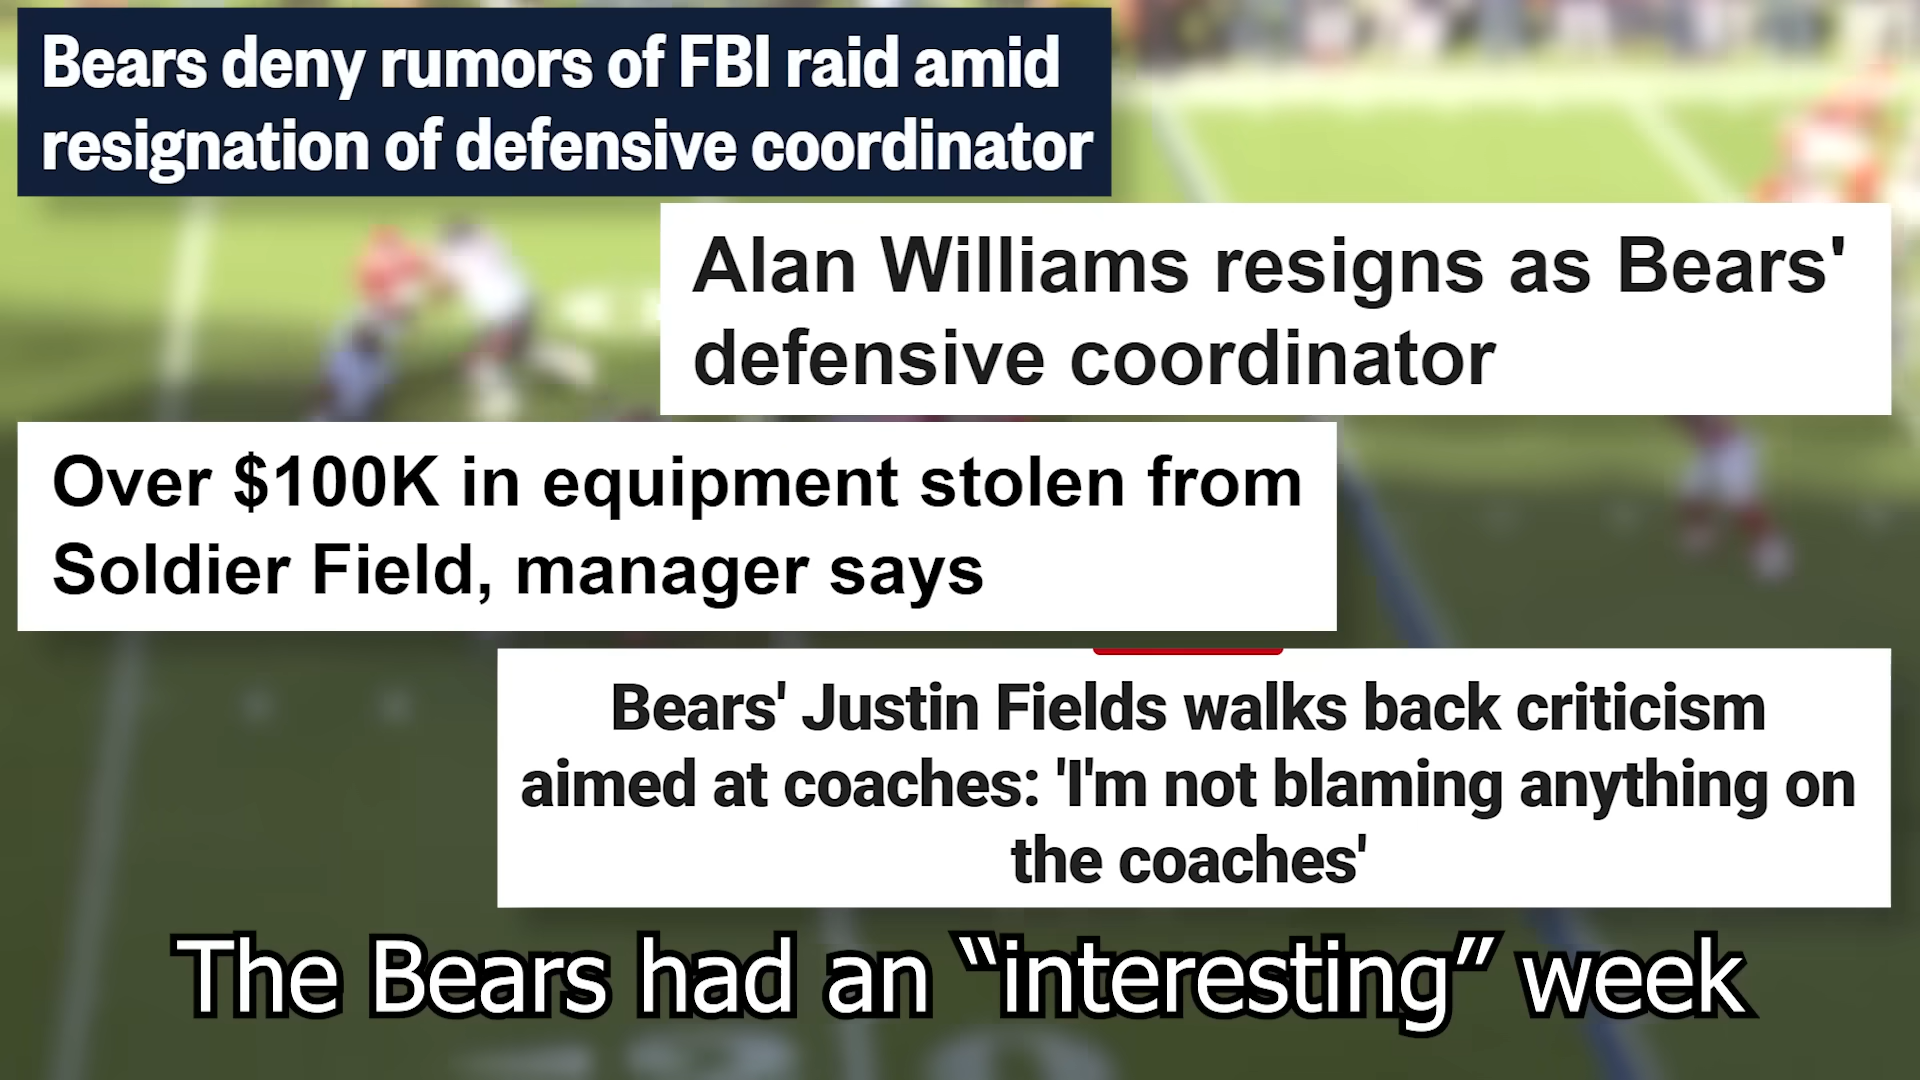 Bears deny rumors of FBI raid amid
resignation of defensive coordinator
Alan Williams resigns as Bears'
defensive coordinator
Over $100K in equipment stolen from
Soldier Field, manager says
Bears' Justin Fields walks back criticism
aimed at coaches: 'I'm not blaming anything on
the coaches'
The Bears had an “interesting” week